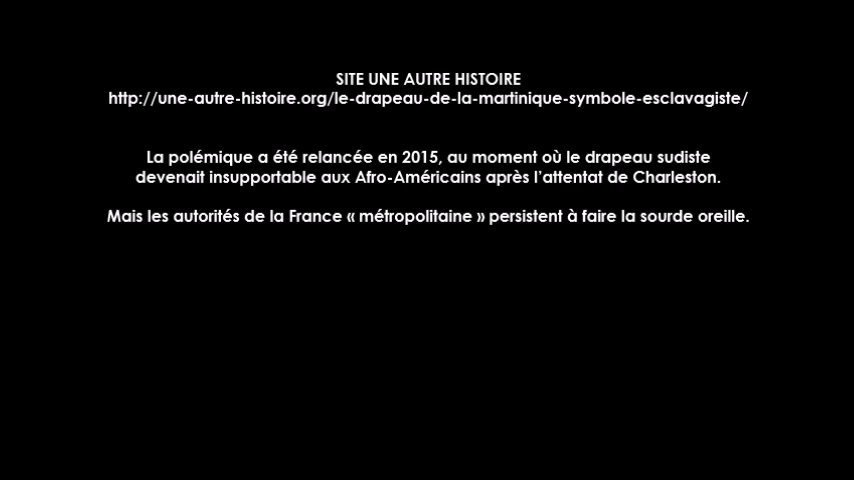 SITE UNE AUTRE HISTOIRE
http://une-autre-histoire.org/le-drapeau-de-la-martinique-symbole-esclavagiste/
La polémique a été relancée en 2015, au moment où le drapeau sudiste
devenait insupportable aux Afro-Américains après l’attentat de Charleston.
Mais les autorités de la France « métropolitaine » persistent à faire la sourde oreille.